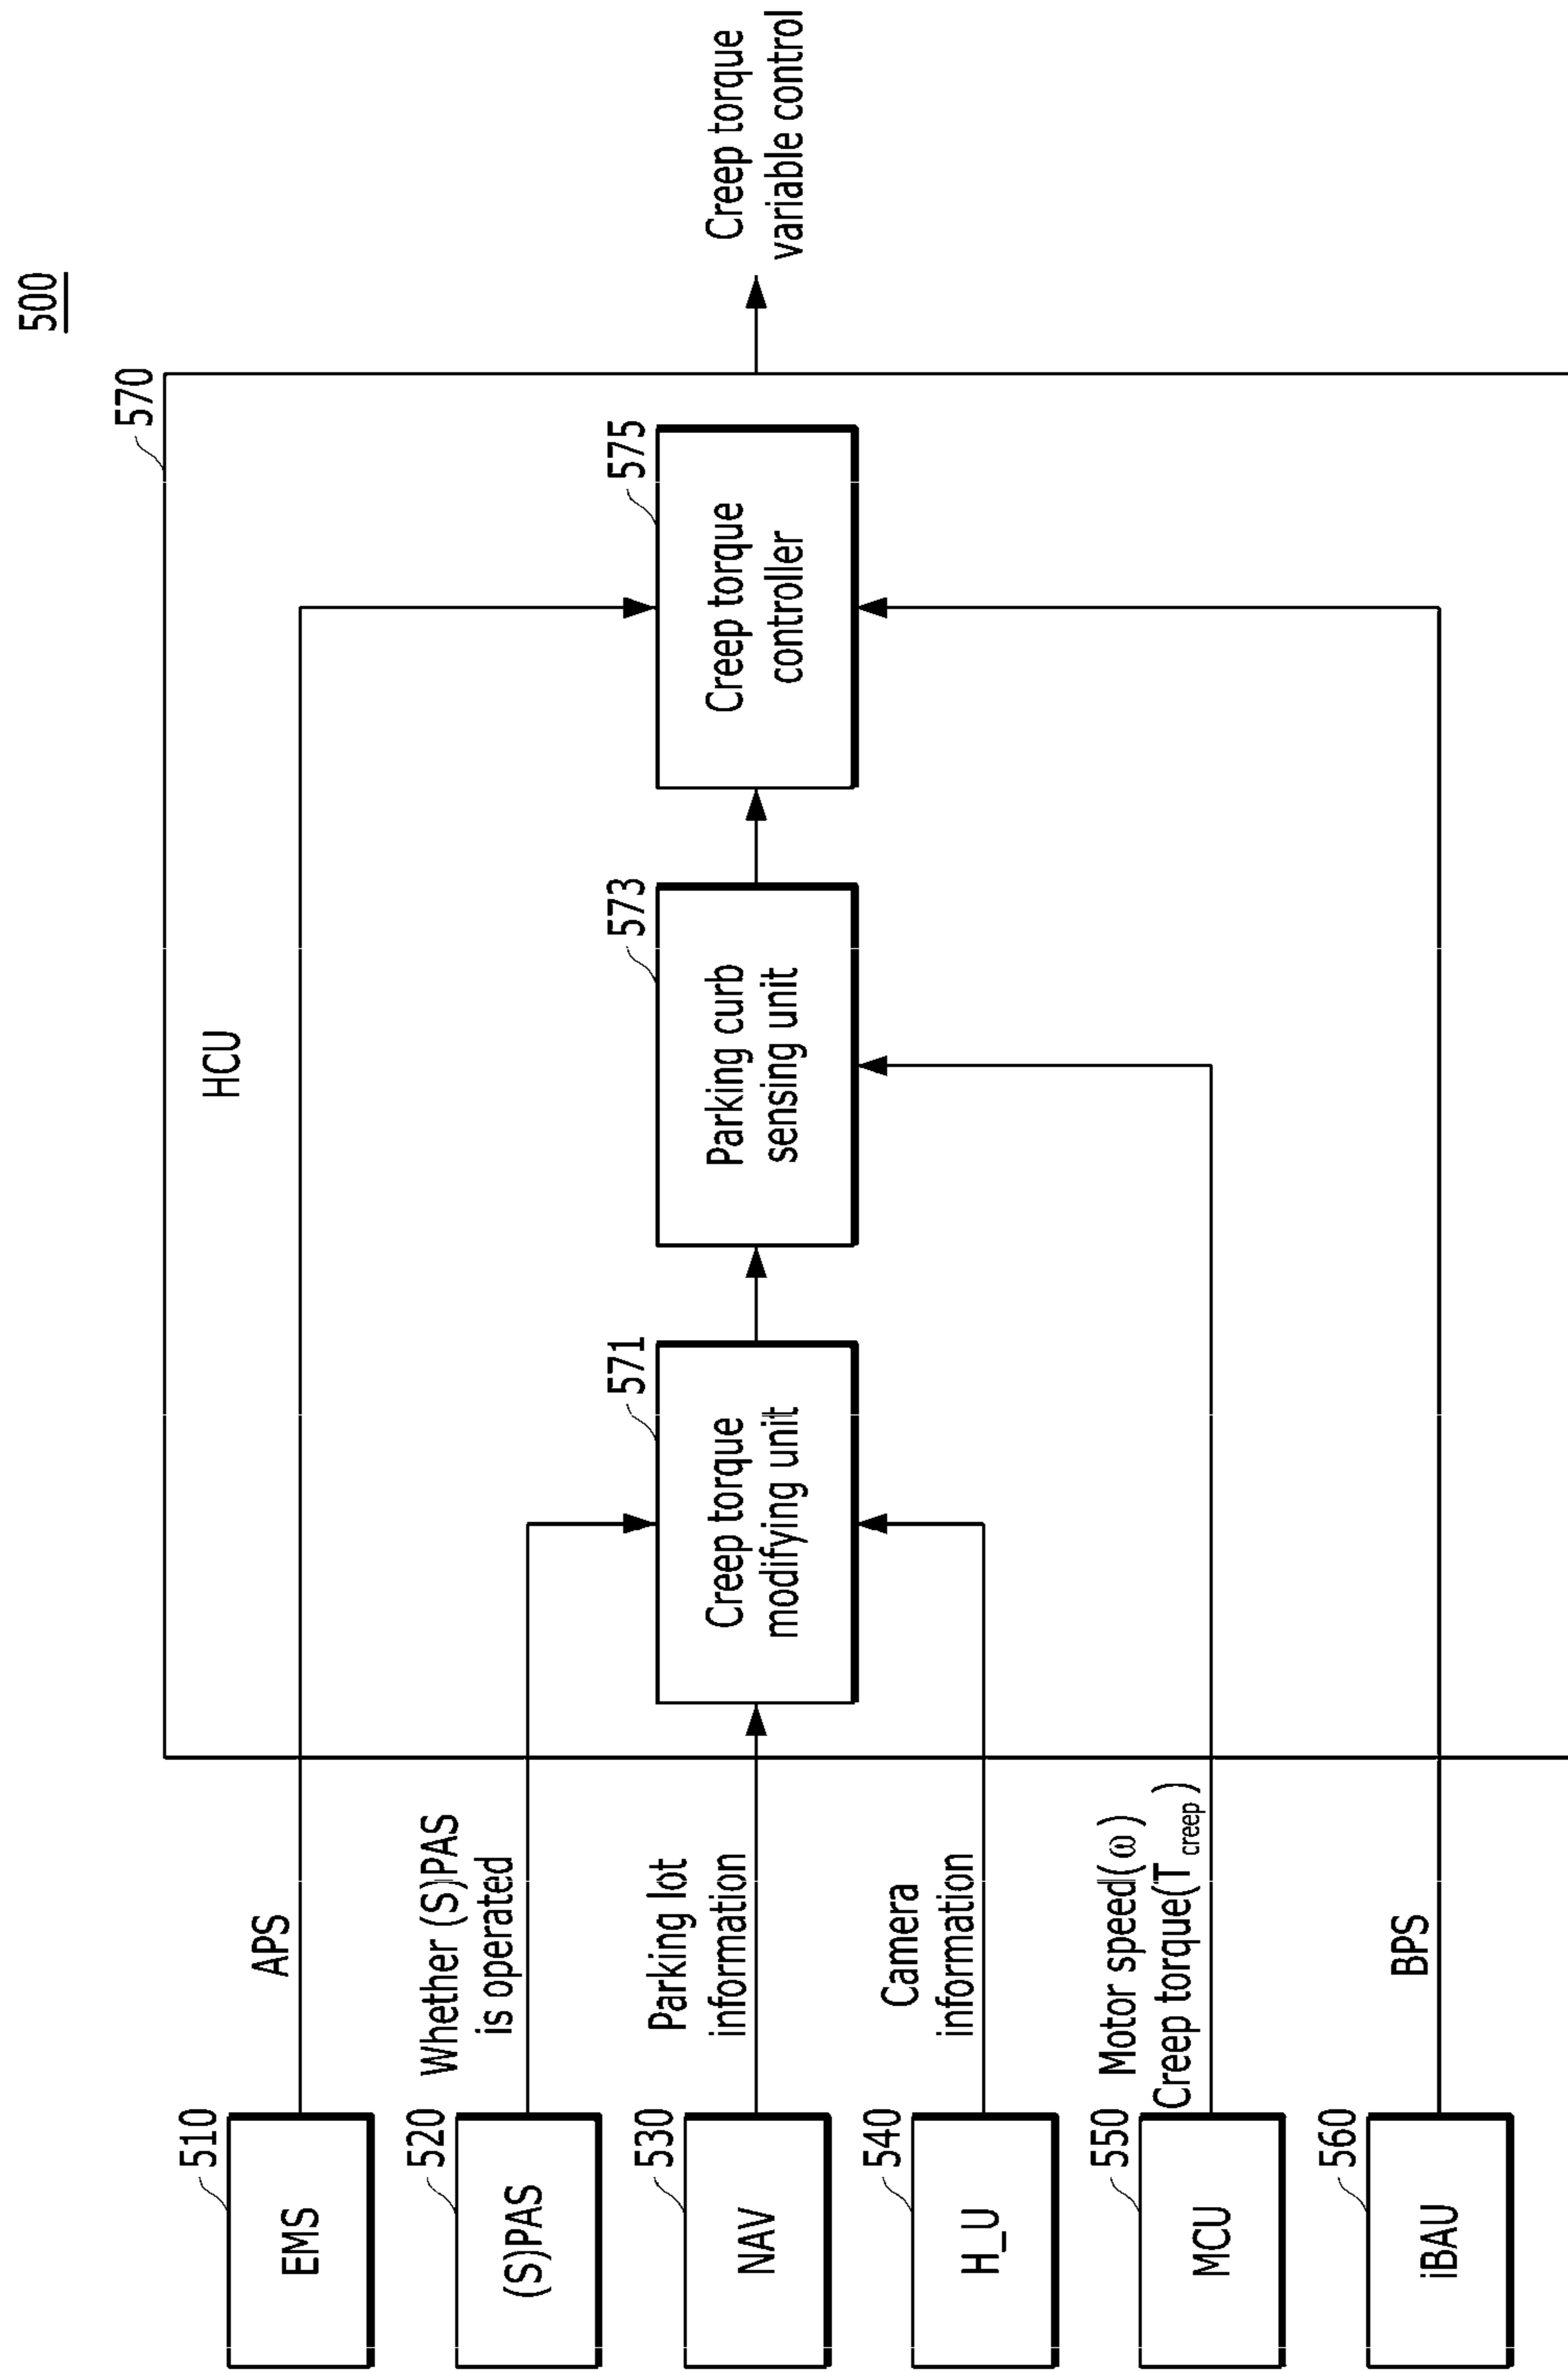 500
570
HCU
510
EMS
APS
520
(S)PAS
Whether (S)PAS
is operated
530
NAV
Parking lot
information
540
H_U
Camera
information
550
MCU
Motor speed(ω)
Creep torque(Tcreep)
560
iBAU
BPS
571
Creep torque
modifying unit
573
Parking curb
sensing unit
575
Creep torque
controller
Creep torque
variable control